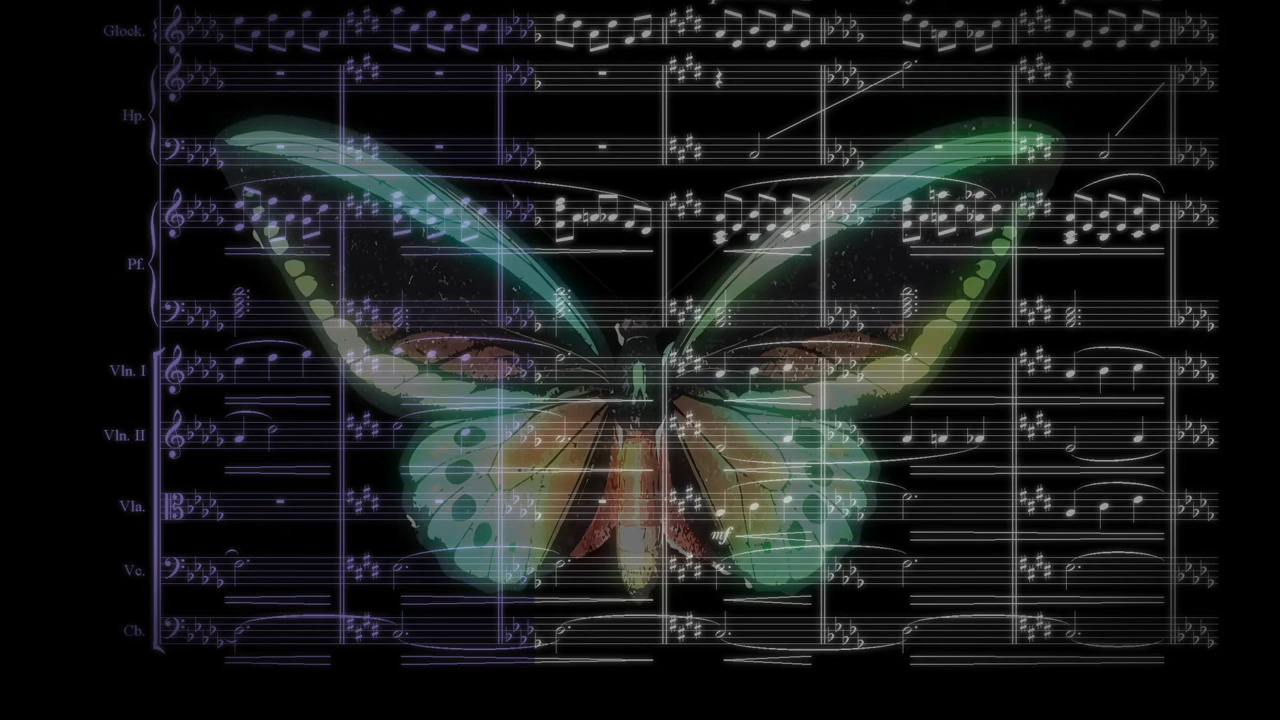 Glock.
Hp.
Pf.
Vln. I
Vln. II
Vla.
mf
Vc.
Cb.